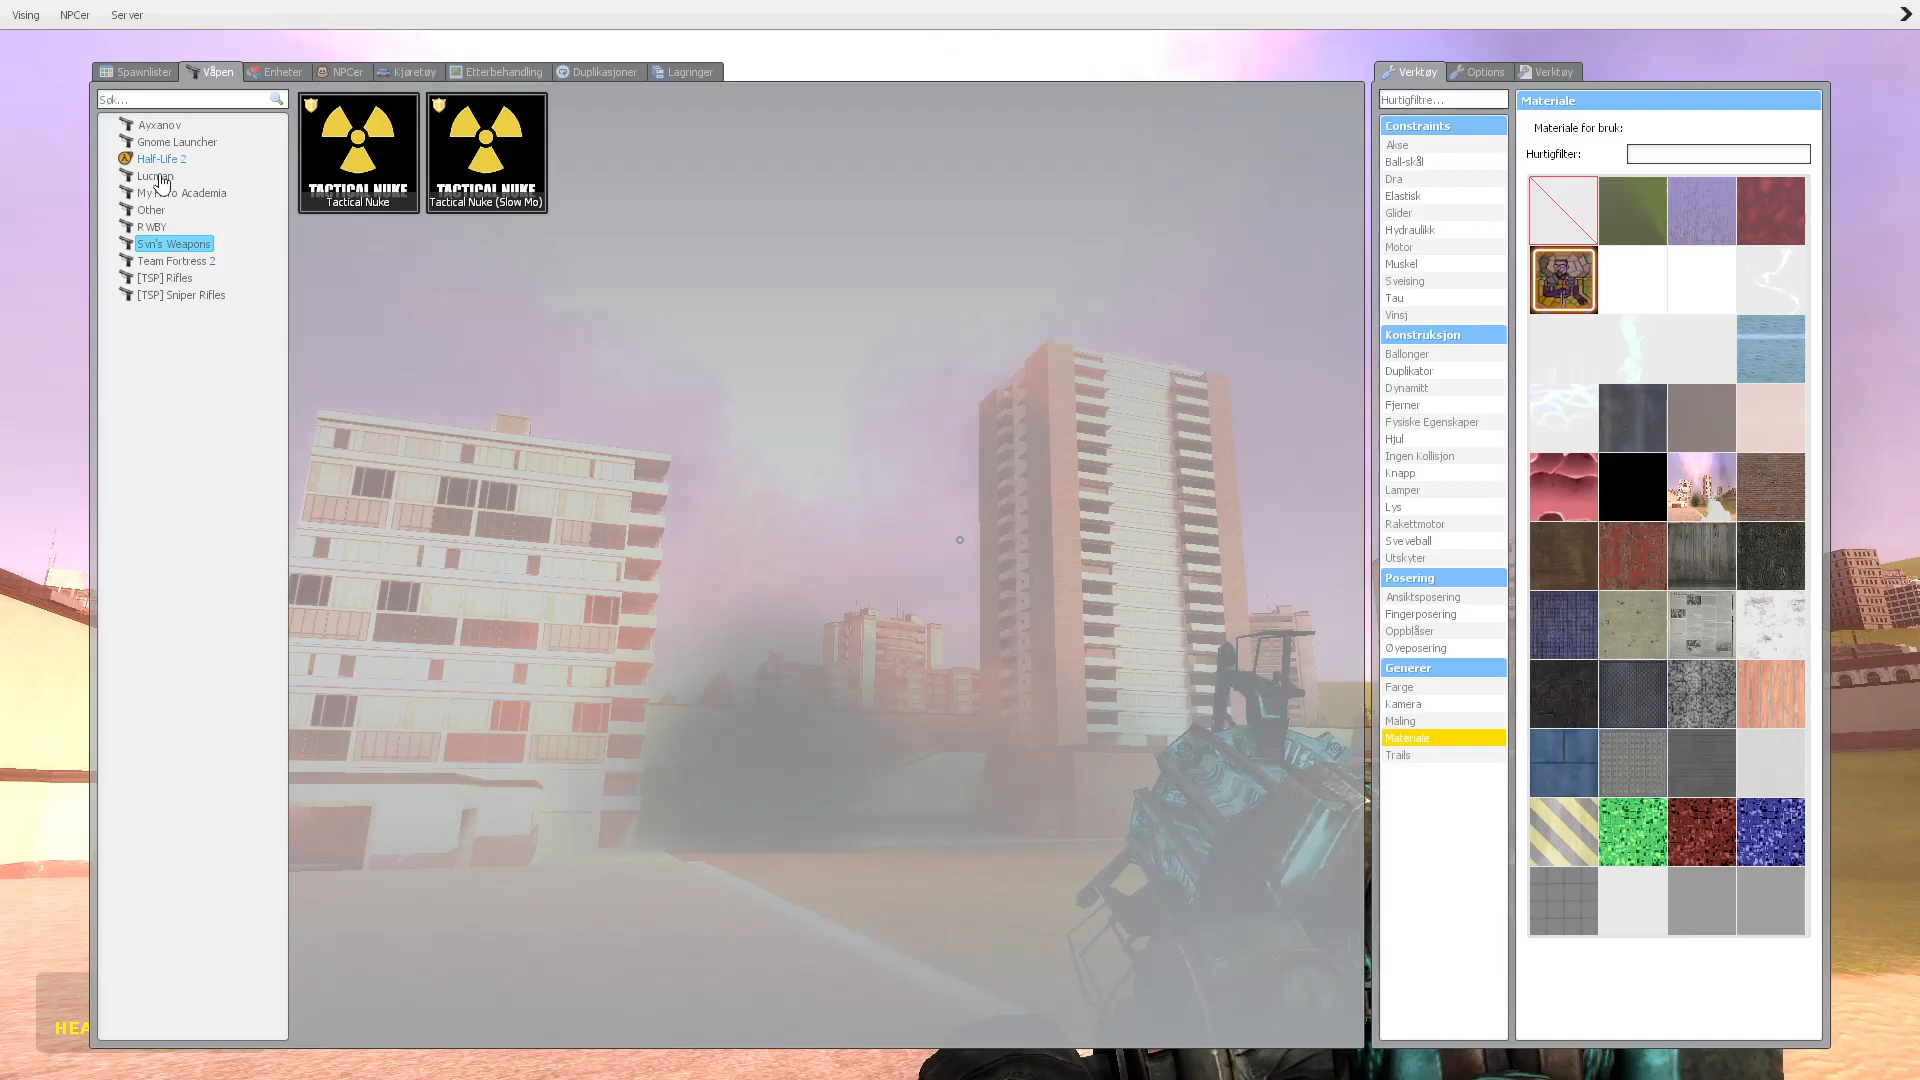 Vising NPCer Server
Spawnlister Våpen Enheter NPCer Kjøretøy Etterbehandling Duplikasjoner Lagringer
Søk...
Ayxanov
Gnome Launcher
Half-Life 2
My Academia
Other
RWBY
Svn's Weapons
Team Fortress 2
[TSP] Rifles
[TSP] Sniper Rifles
TACTICAL NUKE
Tactical Nuke
TACTICAL NUKE
Tactical Nuke (Slow Mo)
HEA
Verktøy Options Verktøy
Hurtigfiltre...
Constraints
Akse
Ball-skål
Dra
Elastisk
Glider
Hydraulikk
Motor
Muskel
Sveising
Tau
Vinsj
Konstruksjon
Ballonger
Duplikator
Dynamitt
Fjerner
Fysiske Egenskaper
Hjul
Ingen Kollisjon
Knapp
Lamper
Lys
Rakettmotor
Sveveball
Utskyter
Posering
Ansiktsposering
Fingerposering
Oppblåser
Øyeposering
Generer
Farge
Kamera
Maling
Materiale
Trails
Materiale
Materiale for bruk:
Hurtigfilter: